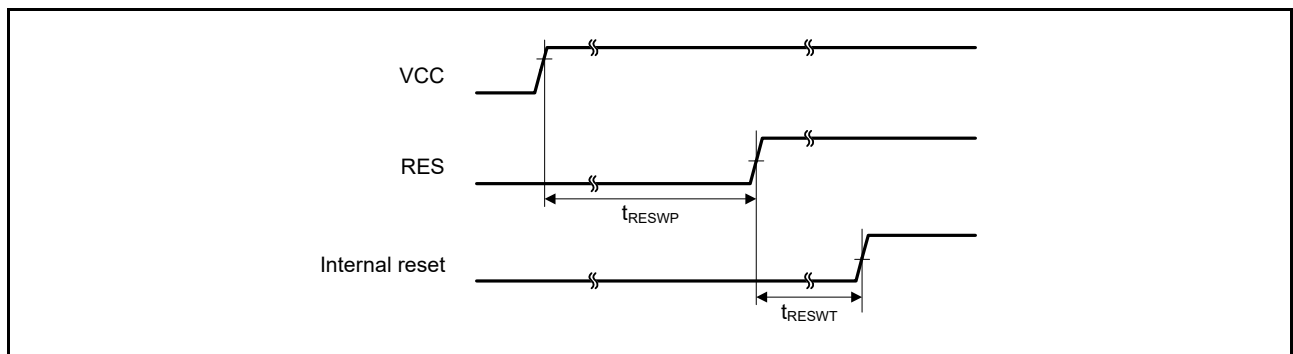 VCC
RES
tRESWP
Internal reset
tRESWT